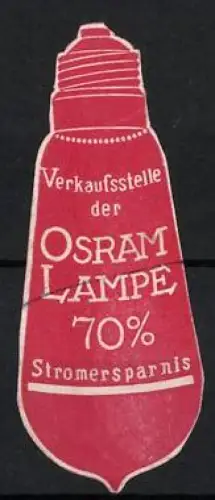 Verkaufsstelle
der
OSRAM
LAMPE
70%
Stromersparnis